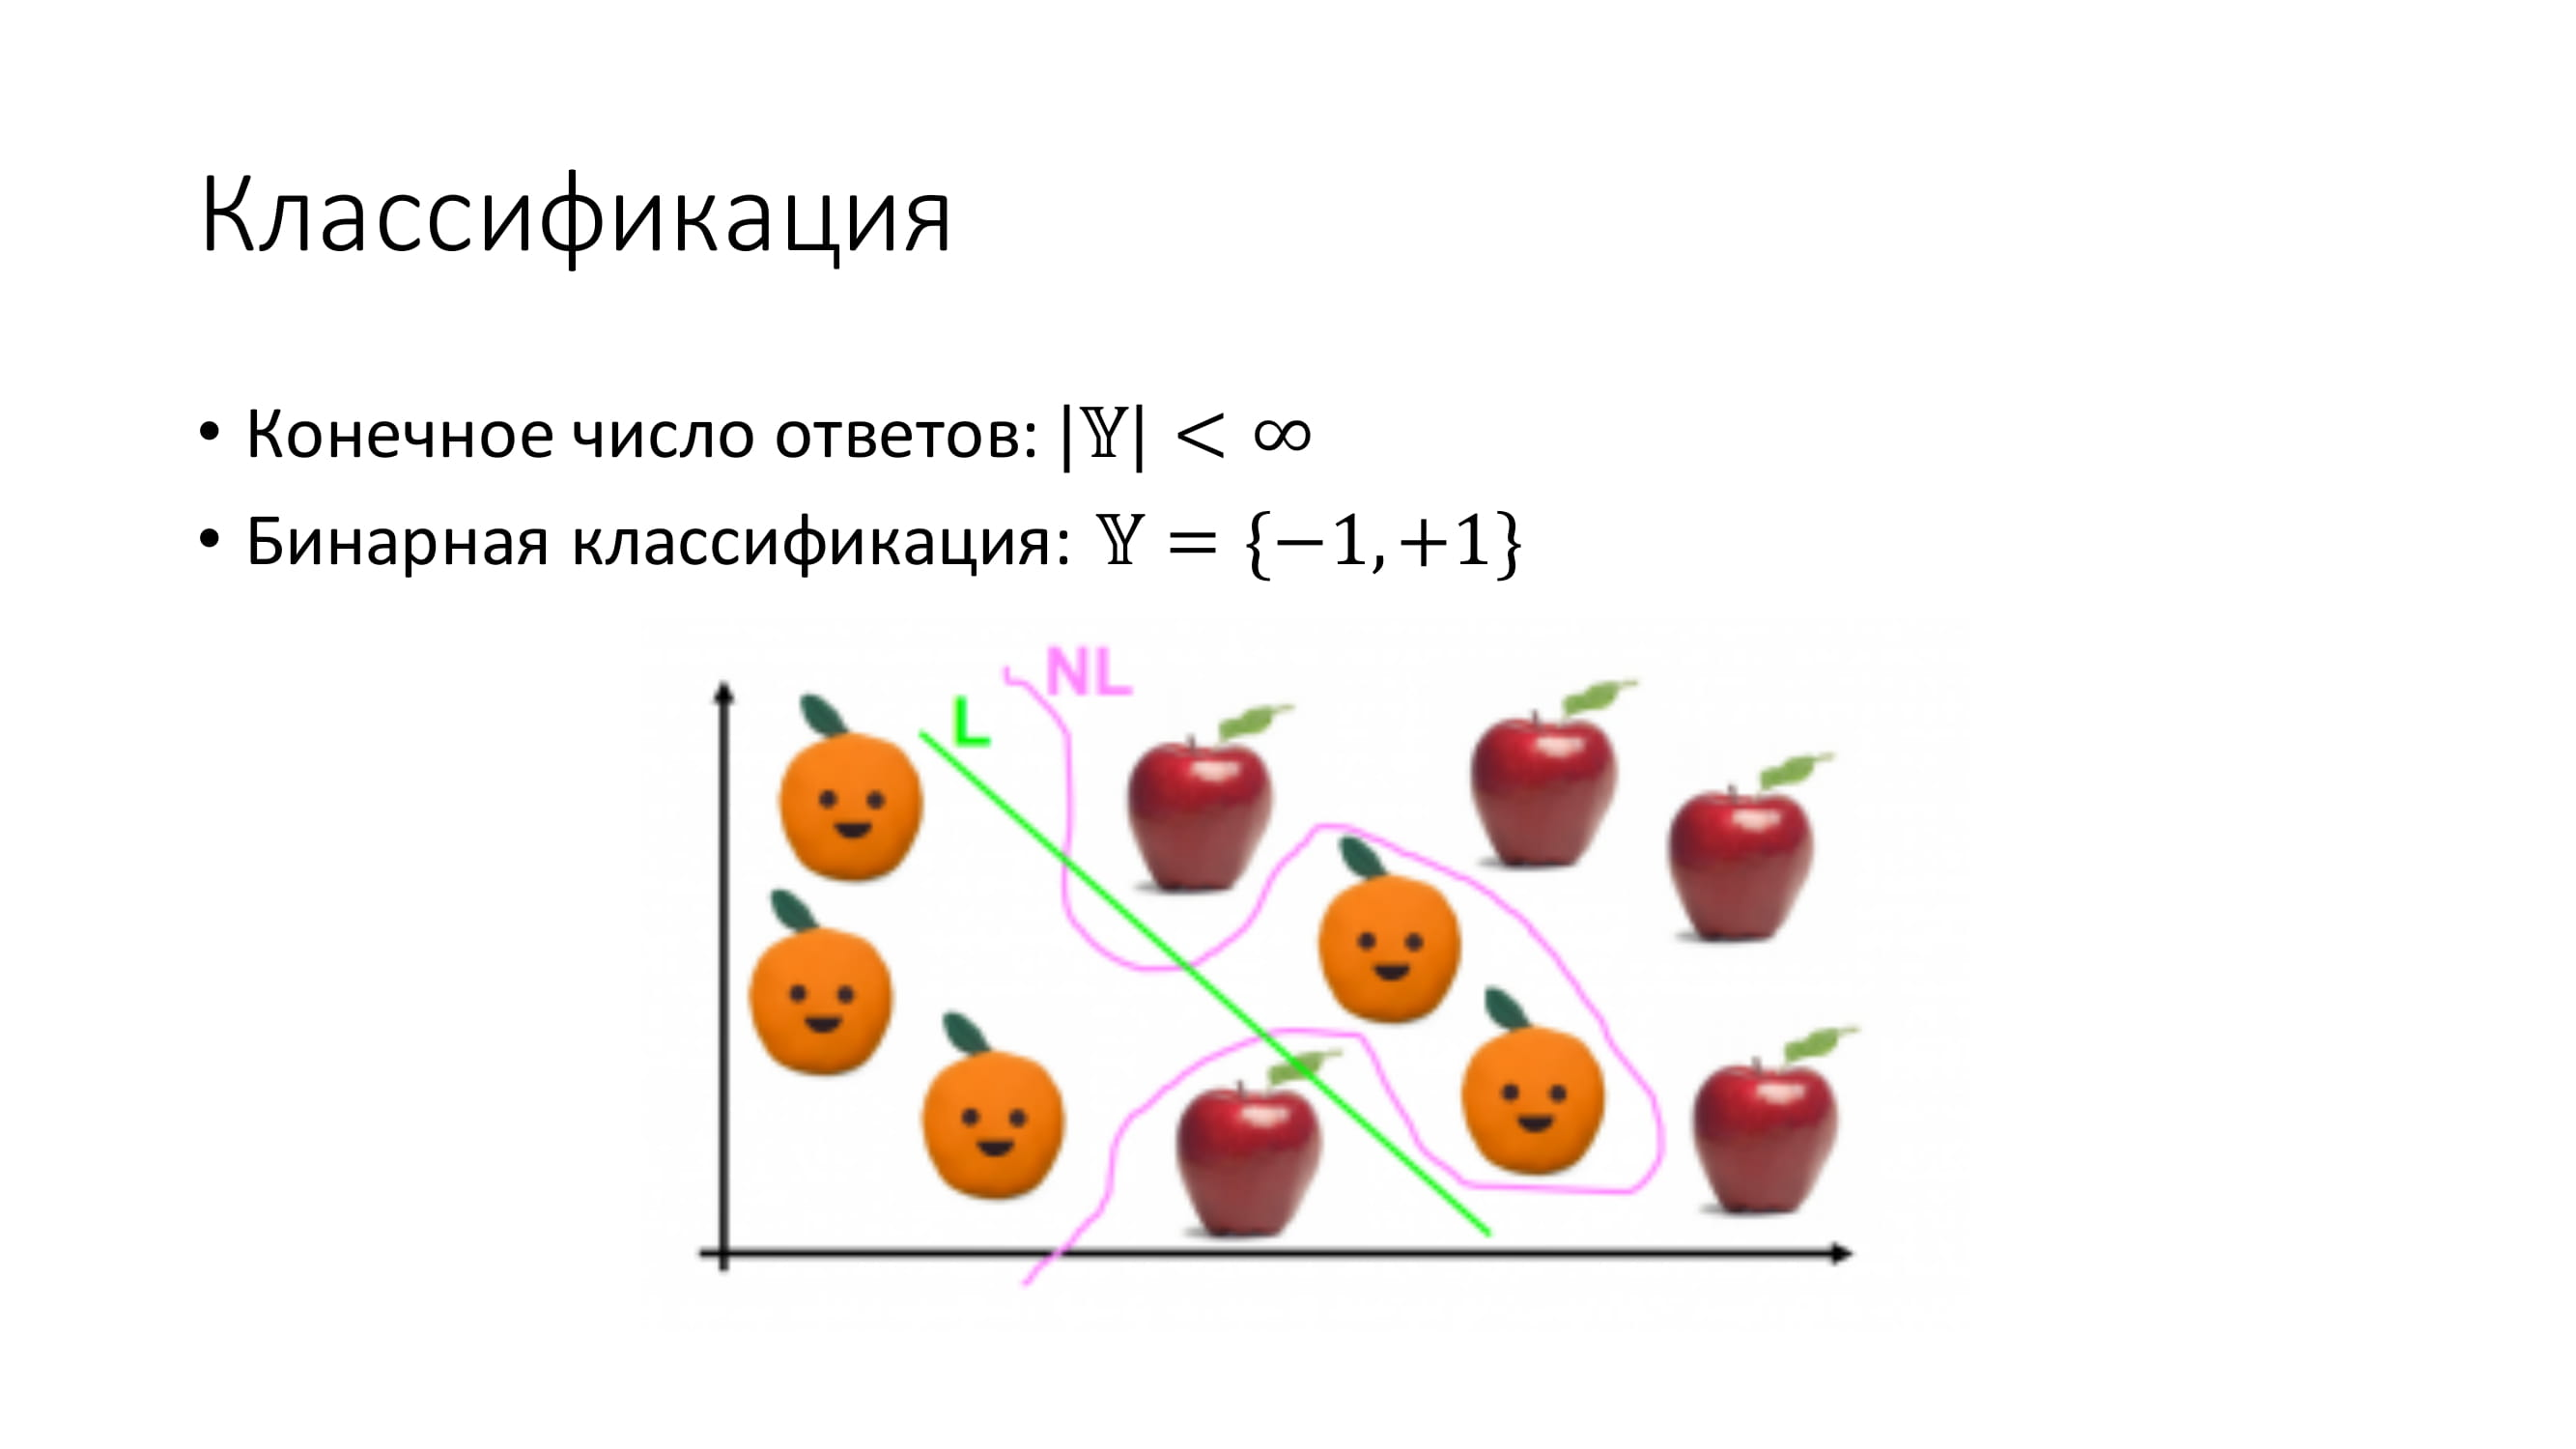 Классификация
• Конечное число ответов: |𝕐| < ∞
• Бинарная классификация: 𝕐 = {−1, +1}
NL
L